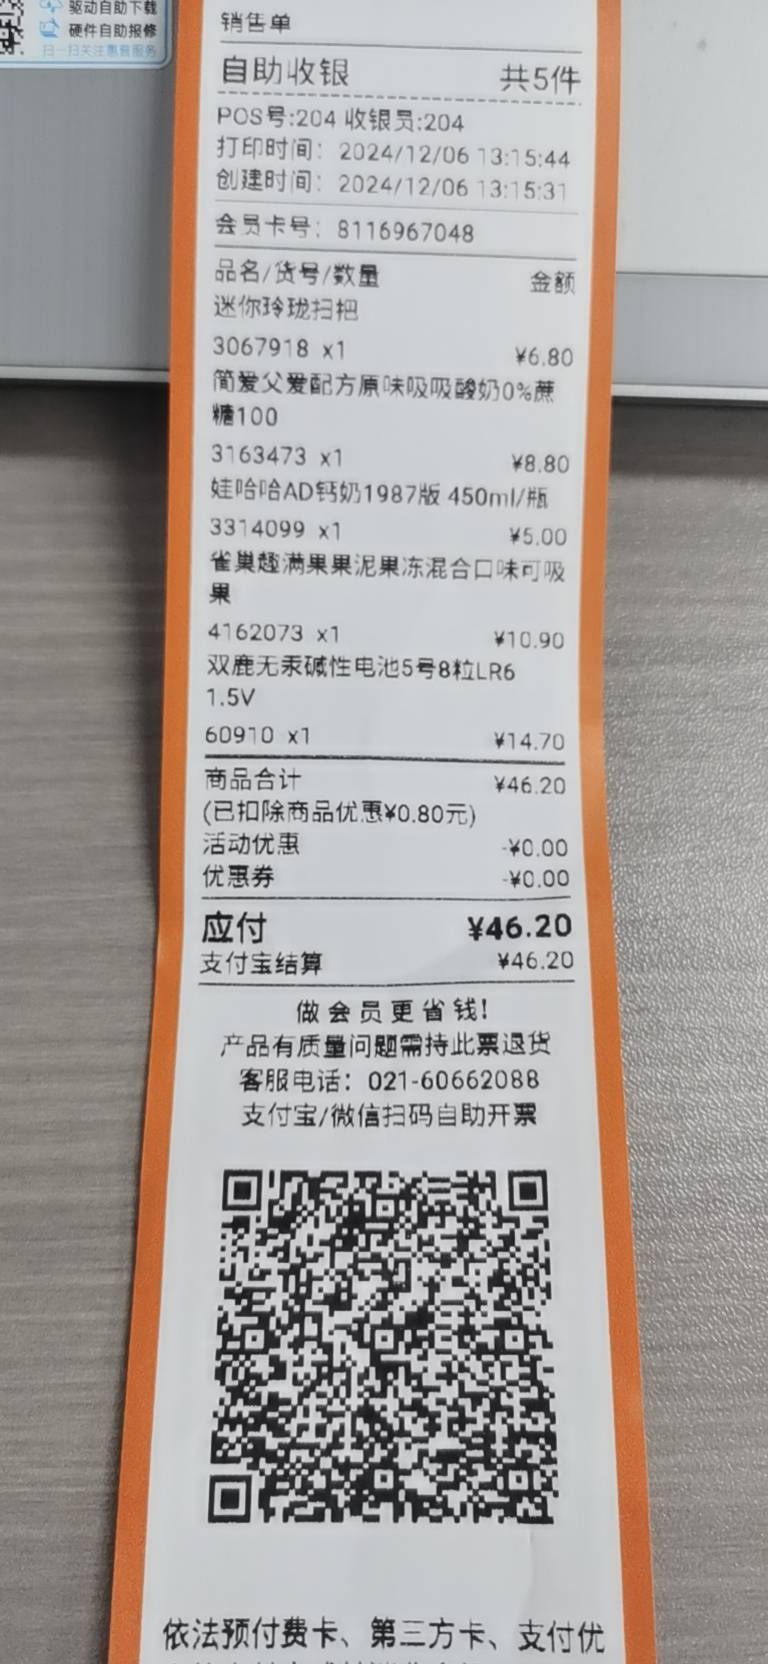 驱动自助下载
硬件自助报修
扫一扫关注惠普服务
销售单
自助收银 共5件
POS号:204 收银员:204
打印时间：2024/12/06 13:15:44
创建时间：2024/12/06 13:15:31
会员卡号：8116967048
品名/货号/数量 金额
迷你玲珑扫把
3067918 x1 ¥6.80
简爱父爱配方原味吸吸酸奶0%蔗
糖100
3163473 x1 ¥8.80
娃哈哈AD钙奶1987版 450ml/瓶
3314099 x1 ¥5.00
雀巢趣满果果泥果冻混合口味可吸
果
4162073 x1 ¥10.90
双鹿无汞碱性电池5号8粒LR6
1.5V
60910 x1 ¥14.70
商品合计 ¥46.20
(已扣除商品优惠¥0.80元)
活动优惠 -¥0.00
优惠券 -¥0.00
应付 ¥46.20
支付宝结算 ¥46.20
做会员更省钱!
产品有质量问题需持此票退货
客服电话：021-60662088
支付宝/微信扫码自助开票
依法预付费卡、第三方卡、支付优